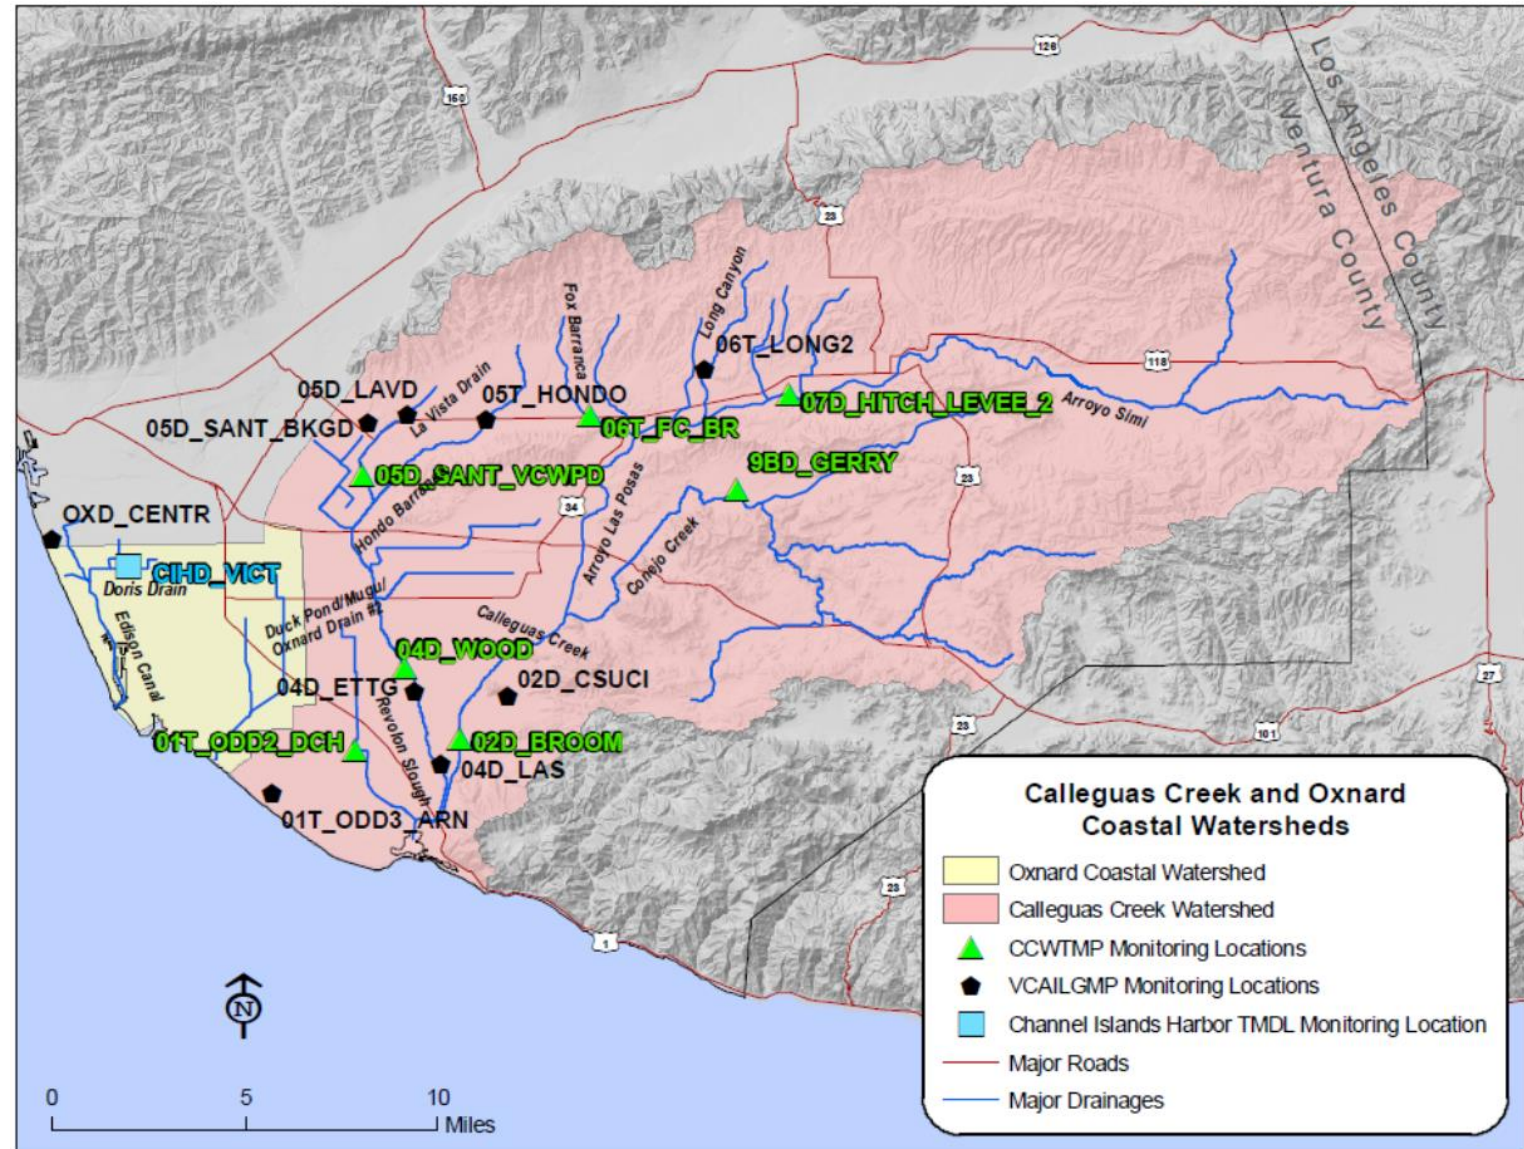 126
150
Los Angeles County
Ventura County
23
Long Canyon
Fox Barranca
06T_LONG2
118
05D_LAVD
La Vista Drain
05T_HONDO
07D_HITCH_LEVEE_2
Arroyo Simi
05D_SANT_BKGD
06T_FC_BR
9BD_GERRY
05D_SANT_VCWPD
23
Hondo Barranca
34
Arroyo Las Posas
OXD_CENTR
Conejo Creek
CIHD_VICT
Doris Drain
Edison Canal
Duck Pond/Mugu/
Oxnard Drain #2
Calleguas Creek
04D_WOOD
04D_ETTG
02D_CSUCI
27
Revolon Slough
23
101
01T_ODD2_DCH
02D_BROOM
04D_LAS
01T_ODD3_ARN
23
1
N
0 5 10
Miles
Calleguas Creek and Oxnard
Coastal Watersheds
Oxnard Coastal Watershed
Calleguas Creek Watershed
CCWTMP Monitoring Locations
VCAILGMP Monitoring Locations
Channel Islands Harbor TMDL Monitoring Location
Major Roads
Major Drainages